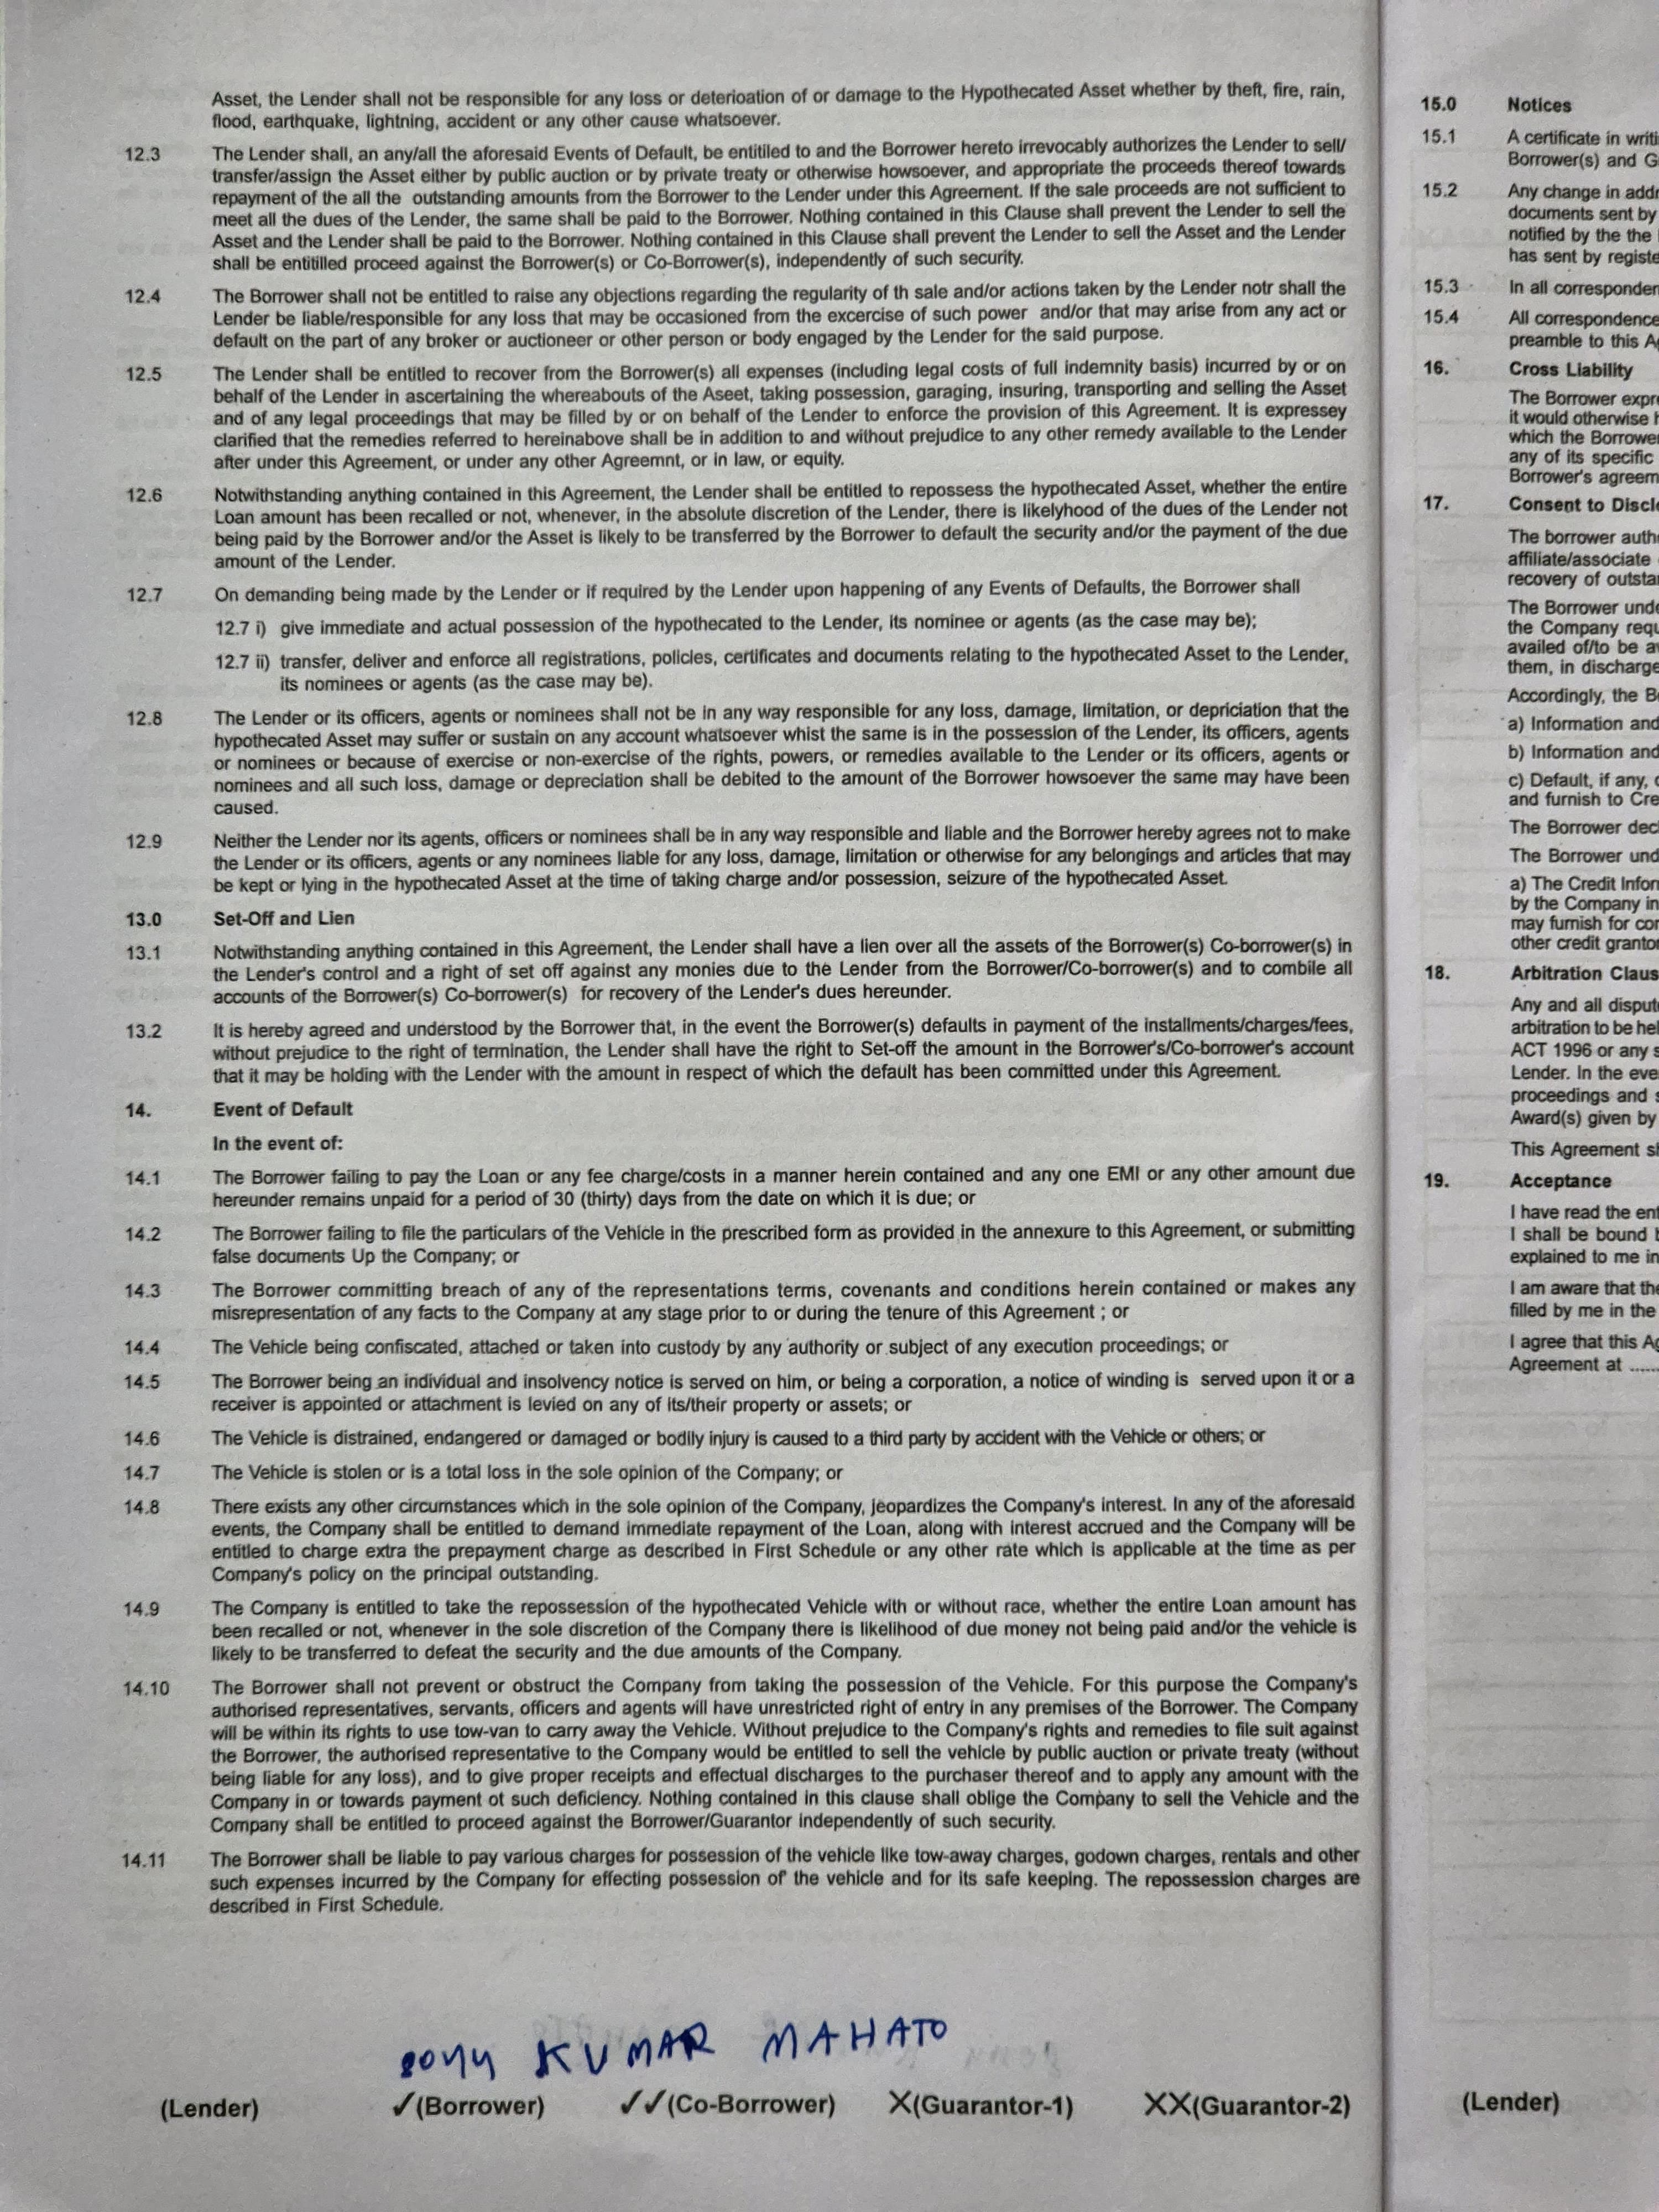 Asset, the Lender shall not be responsible for any loss or deterioation of or damage to the Hypothecated Asset whether by theft, fire, rain,
flood, earthquake, lightning, accident or any other cause whatsoever.
12.3 The Lender shall, an any/all the aforesaid Events of Default, be entitiled to and the Borrower hereto irrevocably authorizes the Lender to sell/
transfer/assign the Asset either by public auction or by private treaty or otherwise howsoever, and appropriate the proceeds thereof towards
repayment of the all the outstanding amounts from the Borrower to the Lender under this Agreement. If the sale proceeds are not sufficient to
meet all the dues of the Lender, the same shall be paid to the Borrower. Nothing contained in this Clause shall prevent the Lender to sell the
Asset and the Lender shall be paid to the Borrower. Nothing contained in this Clause shall prevent the Lender to sell the Asset and the Lender
shall be entitilled proceed against the Borrower(s) or Co-Borrower(s), independently of such security.
12.4 The Borrower shall not be entitled to raise any objections regarding the regularity of th sale and/or actions taken by the Lender notr shall the
Lender be liable/responsible for any loss that may be occasioned from the excercise of such power and/or that may arise from any act or
default on the part of any broker or auctioneer or other person or body engaged by the Lender for the said purpose.
12.5 The Lender shall be entitled to recover from the Borrower(s) all expenses (including legal costs of full indemnity basis) incurred by or on
behalf of the Lender in ascertaining the whereabouts of the Aseet, taking possession, garaging, insuring, transporting and selling the Asset
and of any legal proceedings that may be filled by or on behalf of the Lender to enforce the provision of this Agreement. It is expressey
clarified that the remedies referred to hereinabove shall be in addition to and without prejudice to any other remedy available to the Lender
after under this Agreement, or under any other Agreemnt, or in law, or equity.
12.6 Notwithstanding anything contained in this Agreement, the Lender shall be entitled to repossess the hypothecated Asset, whether the entire
Loan amount has been recalled or not, whenever, in the absolute discretion of the Lender, there is likelyhood of the dues of the Lender not
being paid by the Borrower and/or the Asset is likely to be transferred by the Borrower to default the security and/or the payment of the due
amount of the Lender.
12.7 On demanding being made by the Lender or if required by the Lender upon happening of any Events of Defaults, the Borrower shall
12.7 i) give immediate and actual possession of the hypothecated to the Lender, its nominee or agents (as the case may be);
12.7 ii) transfer, deliver and enforce all registrations, policies, certificates and documents relating to the hypothecated Asset to the Lender,
its nominees or agents (as the case may be).
12.8 The Lender or its officers, agents or nominees shall not be in any way responsible for any loss, damage, limitation, or depriciation that the
hypothecated Asset may suffer or sustain on any account whatsoever whist the same is in the possession of the Lender, its officers, agents
or nominees or because of exercise or non-exercise of the rights, powers, or remedies available to the Lender or its officers, agents or
nominees and all such loss, damage or depreciation shall be debited to the amount of the Borrower howsoever the same may have been
caused.
12.9 Neither the Lender nor its agents, officers or nominees shall be in any way responsible and liable and the Borrower hereby agrees not to make
the Lender or its officers, agents or any nominees liable for any loss, damage, limitation or otherwise for any belongings and articles that may
be kept or lying in the hypothecated Asset at the time of taking charge and/or possession, seizure of the hypothecated Asset.
13.0 Set-Off and Lien
13.1 Notwithstanding anything contained in this Agreement, the Lender shall have a lien over all the assets of the Borrower(s) Co-borrower(s) in
the Lender's control and a right of set off against any monies due to the Lender from the Borrower/Co-borrower(s) and to combile all
accounts of the Borrower(s) Co-borrower(s) for recovery of the Lender's dues hereunder.
13.2 It is hereby agreed and understood by the Borrower that, in the event the Borrower(s) defaults in payment of the installments/charges/fees,
without prejudice to the right of termination, the Lender shall have the right to Set-off the amount in the Borrower's/Co-borrower's account
that it may be holding with the Lender with the amount in respect of which the default has been committed under this Agreement.
14. Event of Default
In the event of:
14.1 The Borrower failing to pay the Loan or any fee charge/costs in a manner herein contained and any one EMI or any other amount due
hereunder remains unpaid for a period of 30 (thirty) days from the date on which it is due; or
14.2 The Borrower failing to file the particulars of the Vehicle in the prescribed form as provided in the annexure to this Agreement, or submitting
false documents Up the Company; or
14.3 The Borrower committing breach of any of the representations terms, covenants and conditions herein contained or makes any
misrepresentation of any facts to the Company at any stage prior to or during the tenure of this Agreement ; or
14.4 The Vehicle being confiscated, attached or taken into custody by any authority or subject of any execution proceedings; or
14.5 The Borrower being an individual and insolvency notice is served on him, or being a corporation, a notice of winding is served upon it or a
receiver is appointed or attachment is levied on any of its/their property or assets; or
14.6 The Vehicle is distrained, endangered or damaged or bodily injury is caused to a third party by accident with the Vehicle or others; or
14.7 The Vehicle is stolen or is a total loss in the sole opinion of the Company; or
14.8 There exists any other circumstances which in the sole opinion of the Company, jeopardizes the Company's interest. In any of the aforesaid
events, the Company shall be entitled to demand immediate repayment of the Loan, along with interest accrued and the Company will be
entitled to charge extra the prepayment charge as described in First Schedule or any other rate which is applicable at the time as per
Company's policy on the principal outstanding.
14.9 The Company is entitled to take the repossession of the hypothecated Vehicle with or without race, whether the entire Loan amount has
been recalled or not, whenever in the sole discretion of the Company there is likelihood of due money not being paid and/or the vehicle is
likely to be transferred to defeat the security and the due amounts of the Company.
14.10 The Borrower shall not prevent or obstruct the Company from taking the possession of the Vehicle. For this purpose the Company's
authorised representatives, servants, officers and agents will have unrestricted right of entry in any premises of the Borrower. The Company
will be within its rights to use tow-van to carry away the Vehicle. Without prejudice to the Company's rights and remedies to file suit against
the Borrower, the authorised representative to the Company would be entitled to sell the vehicle by public auction or private treaty (without
being liable for any loss), and to give proper receipts and effectual discharges to the purchaser thereof and to apply any amount with the
Company in or towards payment ot such deficiency. Nothing contained in this clause shall oblige the Company to sell the Vehicle and the
Company shall be entitled to proceed against the Borrower/Guarantor independently of such security.
14.11 The Borrower shall be liable to pay various charges for possession of the vehicle like tow-away charges, godown charges, rentals and other
such expenses incurred by the Company for effecting possession of the vehicle and for its safe keeping. The repossession charges are
described in First Schedule.
KUMAR MAHATO
(Lender) ✓(Borrower) ✓✓(Co-Borrower) X(Guarantor-1) XX(Guarantor-2)
15.0 Notices
15.1 A certificate in
Borrower(s) and
15.2 Any change in
documents sent by
notified by the the
has sent by
15.3 In all
15.4 All correspondence
preamble to this
16. Cross Liability
The Borrower
it would otherwise
which the
any of its specific
Borrower's
17. Consent to
The borrower
affiliate/associate
recovery of
The Borrower
the Company
availed of/to be
them, in
Accordingly, the
a) Information and
b) Information and
c) Default, if any,
and furnish to
The Borrower
The Borrower
a) The Credit
by the Company in
may furnish for
other credit
18. Arbitration
Any and all
arbitration to be
ACT 1996 or any
Lender. In the
proceedings and
Award(s) given by
This Agreement
19. Acceptance
I have read the
I shall be bound
explained to me in
I am aware that
filled by me in the
I agree that this
Agreement at ......
(Lender)